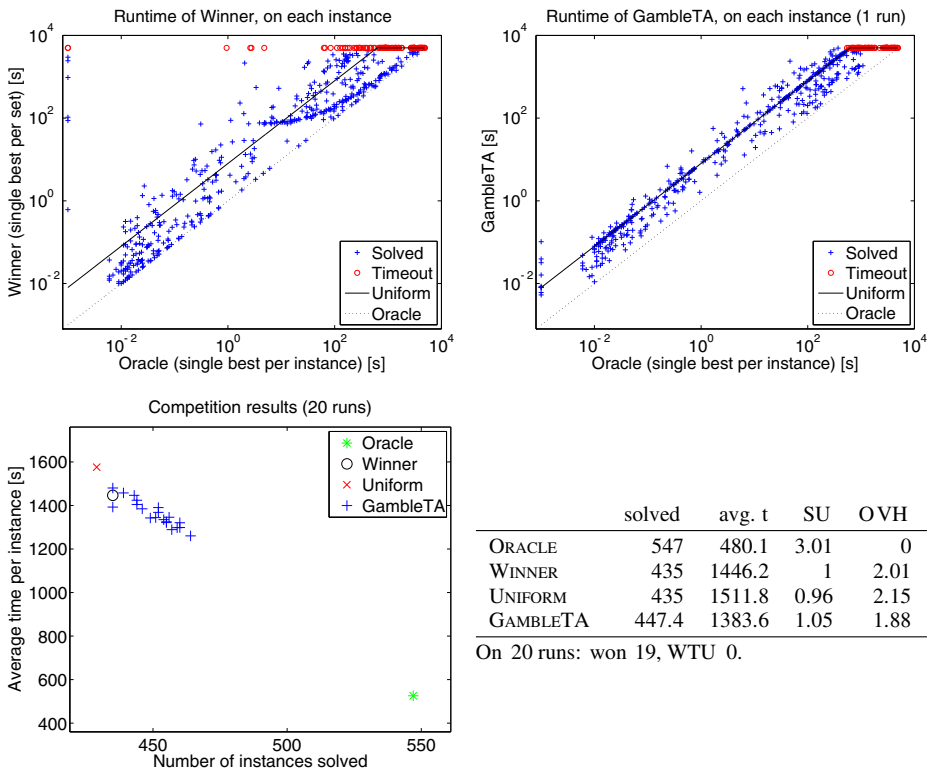 Runtime of Winner, on each instance
Winner (single best per set) [s]
10^4
10^2
10^0
10^-2
10^-2 10^0 10^2 10^4
Oracle (single best per instance) [s]
Solved
Timeout
Uniform
Oracle
Runtime of GambleTA, on each instance (1 run)
GambleTA [s]
10^4
10^2
10^0
10^-2
10^-2 10^0 10^2 10^4
Oracle (single best per instance) [s]
Solved
Timeout
Uniform
Oracle
Competition results (20 runs)
Average time per instance [s]
1600
1400
1200
1000
800
600
400
450 500 550
Number of instances solved
Oracle
Winner
Uniform
GambleTA
solved avg. t SU OVH
ORACLE 547 480.1 3.01 0
WINNER 435 1446.2 1 2.01
UNIFORM 435 1511.8 0.96 2.15
GAMBLETA 447.4 1383.6 1.05 1.88
On 20 runs: won 19, WTU 0.